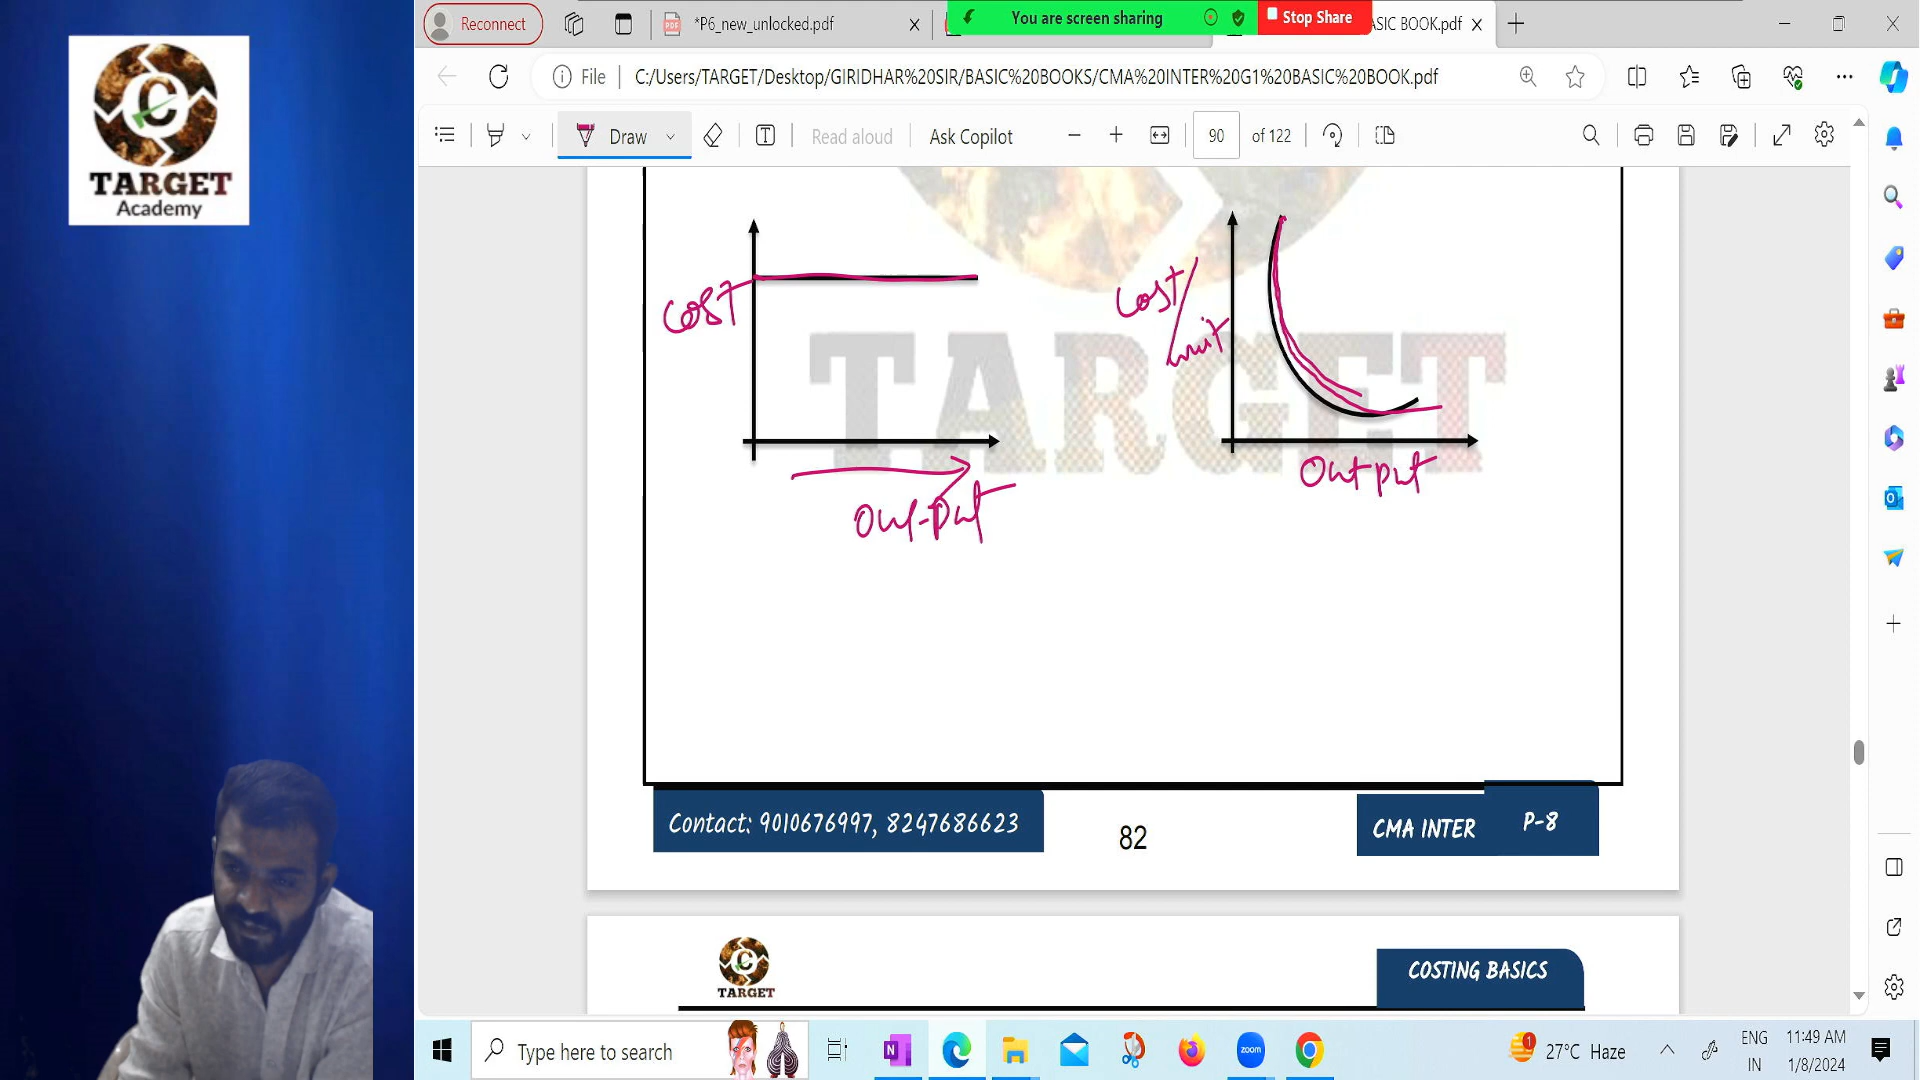 TARGET
Academy
Reconnect
*P6_new_unlocked.pdf
You are screen sharing
Stop Share
ASIC BOOK.pdf
File
C:/Users/TARGET/Desktop/GIRIDHAR%20SIR/BASIC%20BOOKS/CMA%20INTER%20G1%20BASIC%20BOOK.pdf
Draw
Read aloud
Ask Copilot
90
of 122
COST
Cost/
unit
TARGET
Output
Out-Put
Contact: 9010676997, 8247686623
82
CMA INTER
P-8
TARGET
COSTING BASICS
Type here to search
zoom
1
27°C Haze
ENG
IN
11:49 AM
1/8/2024